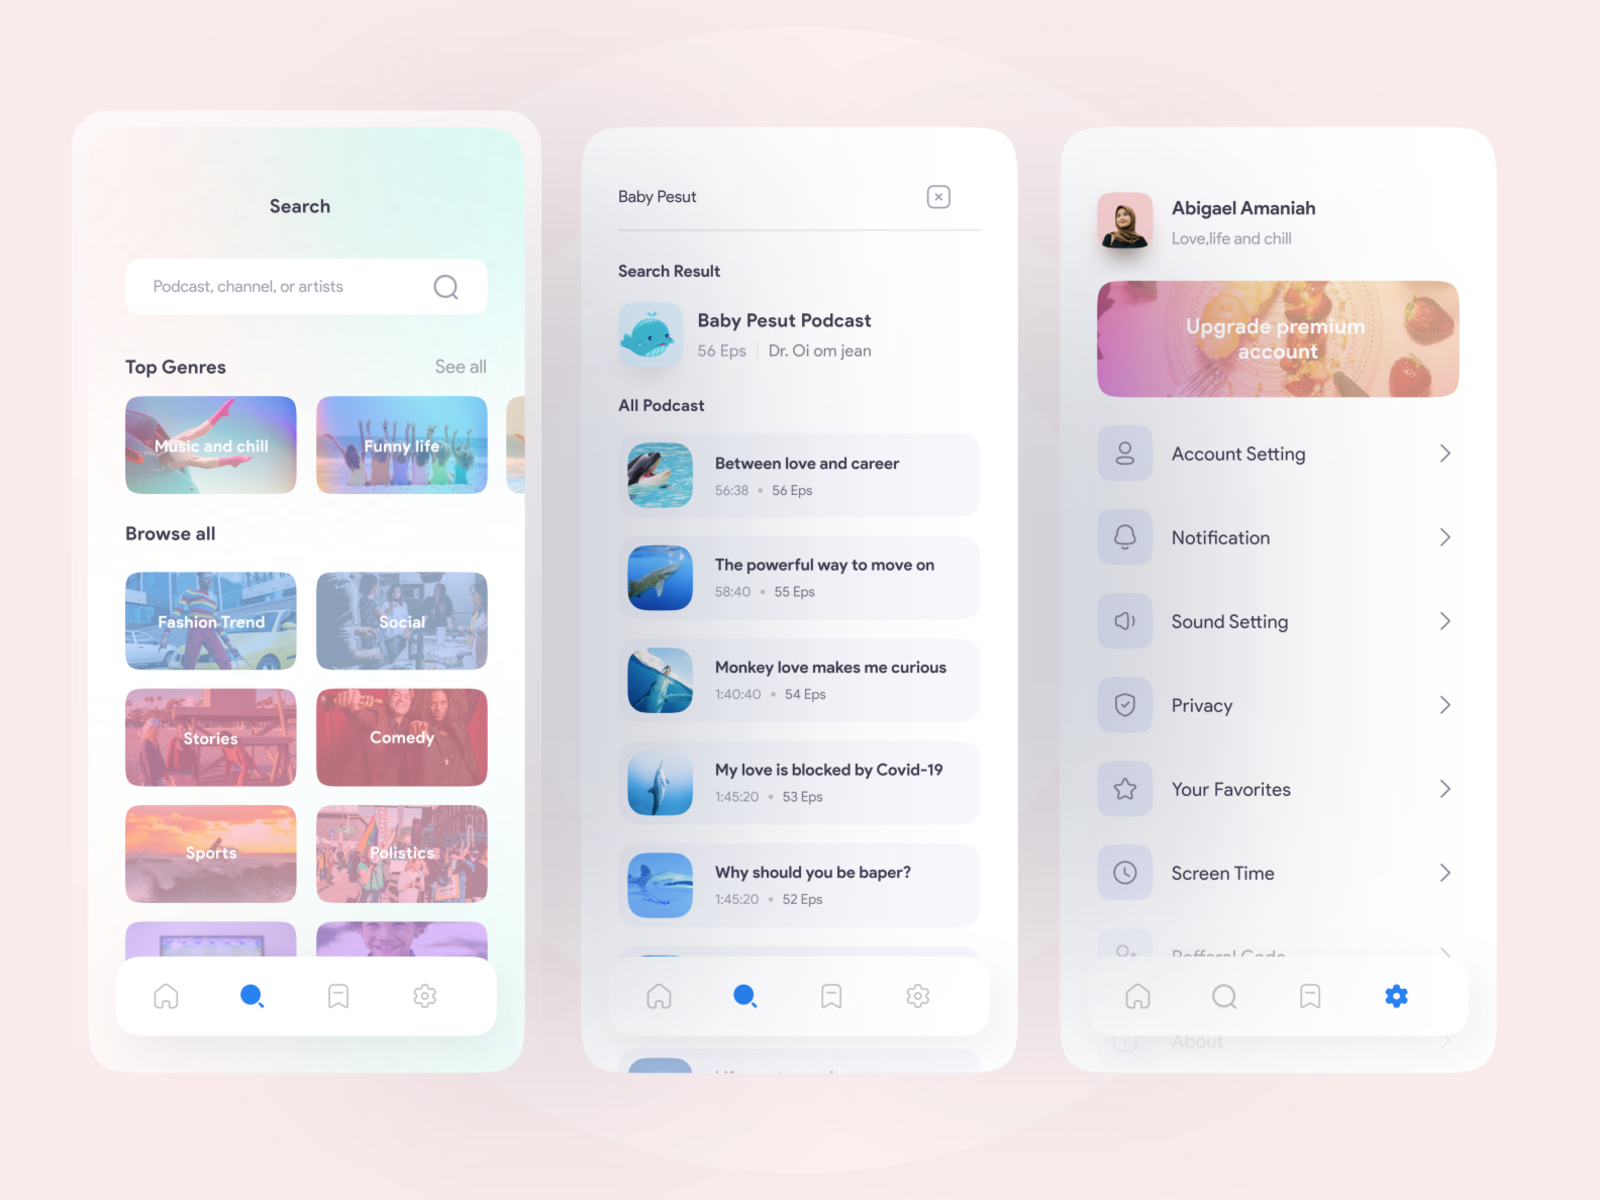 Search
Podcast, channel, or artists
Top Genres
See all
Music and chill
Funny life
Browse all
Fashion Trend
Social
Stories
Comedy
Sports
Polistics
Baby Pesut
Search Result
Baby Pesut Podcast
56 Eps
Dr. Oi om jean
All Podcast
Between love and career
56:38 • 56 Eps
The powerful way to move on
58:40 • 55 Eps
Monkey love makes me curious
1:40:40 • 54 Eps
My love is blocked by Covid-19
1:45:20 • 53 Eps
Why should you be baper?
1:45:20 • 52 Eps
Abigael Amaniah
Love,life and chill
Upgrade premium
account
Account Setting
Notification
Sound Setting
Privacy
Your Favorites
Screen Time
Refferal Code
About